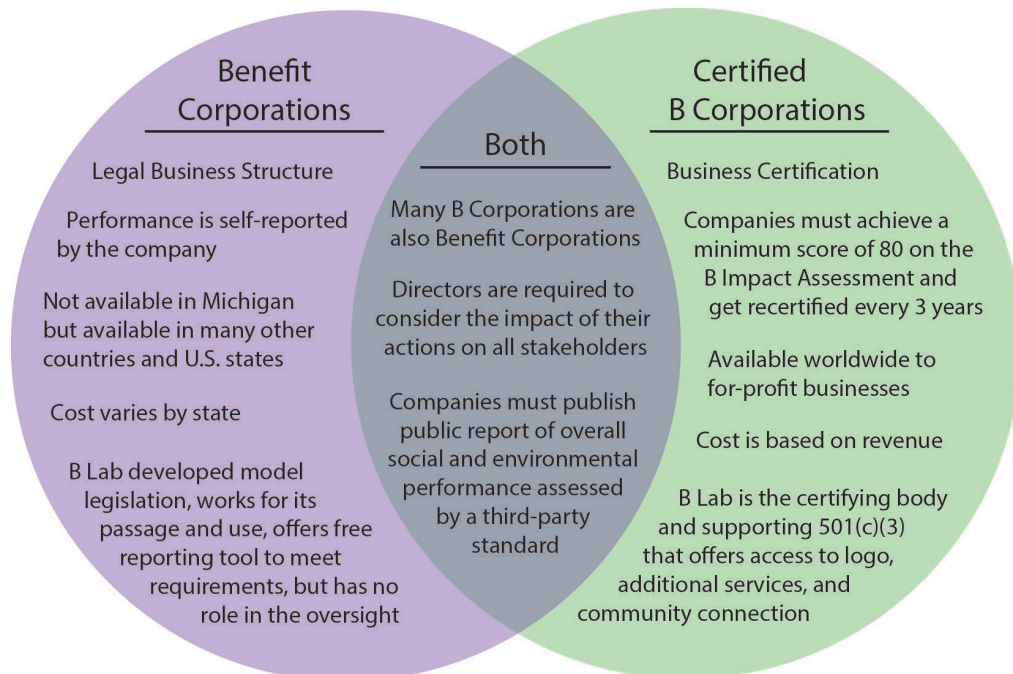 Benefit
Corporations
Legal Business Structure
Performance is self-reported
by the company
Not available in Michigan
but available in many other
countries and U.S. states
Cost varies by state
B Lab developed model
legislation, works for its
passage and use, offers free
reporting tool to meet
requirements, but has no
role in the oversight
Both
Many B Corporations are
also Benefit Corporations
Directors are required to
consider the impact of their
actions on all stakeholders
Companies must publish
public report of overall
social and environmental
performance assessed
by a third-party
standard
Certified
B Corporations
Business Certification
Companies must achieve a
minimum score of 80 on the
B Impact Assessment and
get recertified every 3 years
Available worldwide to
for-profit businesses
Cost is based on revenue
B Lab is the certifying body
and supporting 501(c)(3)
that offers access to logo,
additional services, and
community connection